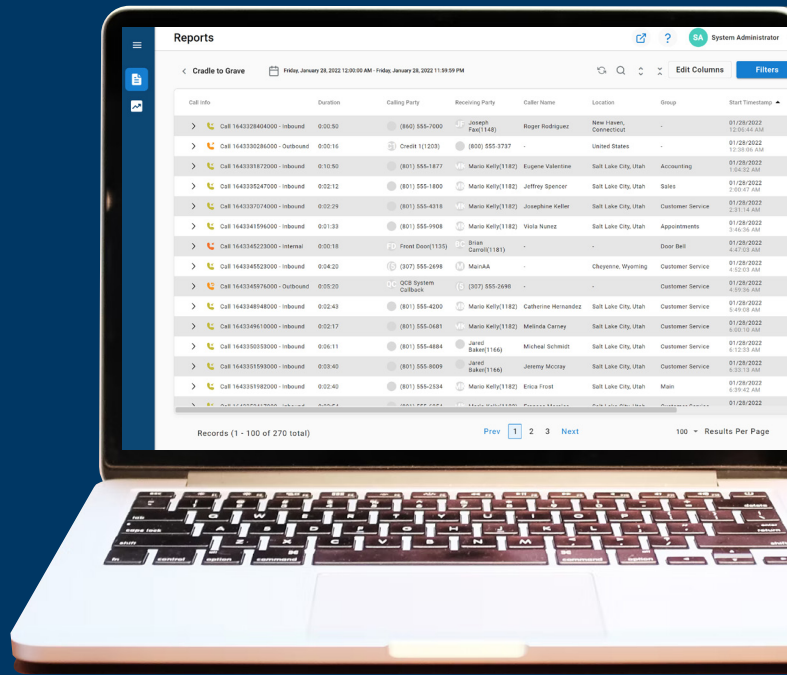 Reports
?
SA System Administrator
< Cradle to Grave
Friday, January 28, 2022 12:00:00 AM - Friday, January 28, 2022 11:59:59 PM
Edit Columns
Filters
Call Info Duration Calling Party Receiving Party Caller Name Location Group Start Timestamp
Call 1643328404000 - Inbound 0:00:50 (860) 555-7000 Joseph Fax(1148) Roger Rodriguez New Haven, Connecticut - 01/28/2022 12:06:44 AM
Call 1643330286000 - Outbound 0:00:16 Credit 1(1203) (800) 555-3737 - United States - 01/28/2022 12:38:06 AM
Call 1643331872000 - Inbound 0:10:50 (801) 555-1877 Mario Kelly(1182) Eugene Valentine Salt Lake City, Utah Accounting 01/28/2022 1:04:32 AM
Call 1643335247000 - Inbound 0:02:12 (801) 555-1800 Mario Kelly(1182) Jeffrey Spencer Salt Lake City, Utah Sales 01/28/2022 2:00:47 AM
Call 1643337074000 - Inbound 0:02:29 (801) 555-4318 Mario Kelly(1182) Josephine Keller Salt Lake City, Utah Customer Service 01/28/2022 2:31:14 AM
Call 1643341596000 - Inbound 0:01:33 (801) 555-9908 Mario Kelly(1182) Viola Nunez Salt Lake City, Utah Appointments 01/28/2022 3:46:36 AM
Call 1643345223000 - Internal 0:00:18 Front Door(1135) Brian Carroll(1181) - - Door Bell 01/28/2022 4:47:03 AM
Call 1643345523000 - Inbound 0:04:20 (307) 555-2698 MainAA - Cheyenne, Wyoming Customer Service 01/28/2022 4:52:03 AM
Call 1643345976000 - Outbound 0:05:20 QCB System Callback (307) 555-2698 - - Customer Service 01/28/2022 4:59:36 AM
Call 1643348948000 - Inbound 0:02:43 (801) 555-4200 Mario Kelly(1182) Catherine Hernandez Salt Lake City, Utah Customer Service 01/28/2022 5:49:08 AM
Call 1643349610000 - Inbound 0:02:17 (801) 555-0681 Mario Kelly(1182) Melinda Carney Salt Lake City, Utah Customer Service 01/28/2022 6:00:10 AM
Call 1643350353000 - Inbound 0:06:11 (801) 555-4884 Jared Baker(1166) Micheal Schmidt Salt Lake City, Utah Customer Service 01/28/2022 6:12:33 AM
Call 1643351593000 - Inbound 0:03:40 (801) 555-8009 Jared Baker(1166) Jeremy Mccray Salt Lake City, Utah Customer Service 01/28/2022 6:33:13 AM
Call 1643351982000 - Inbound 0:02:40 (801) 555-2534 Mario Kelly(1182) Erica Frost Salt Lake City, Utah Main 01/28/2022 6:39:42 AM
01/28/2022
Records (1 - 100 of 270 total)
Prev 1 2 3 Next
100 Results Per Page
esc
delete
tab Q W E R T Y U I O P
caps lock A S D F G H J K L
enter return
shift Z X C V B N M shift
control option command command option